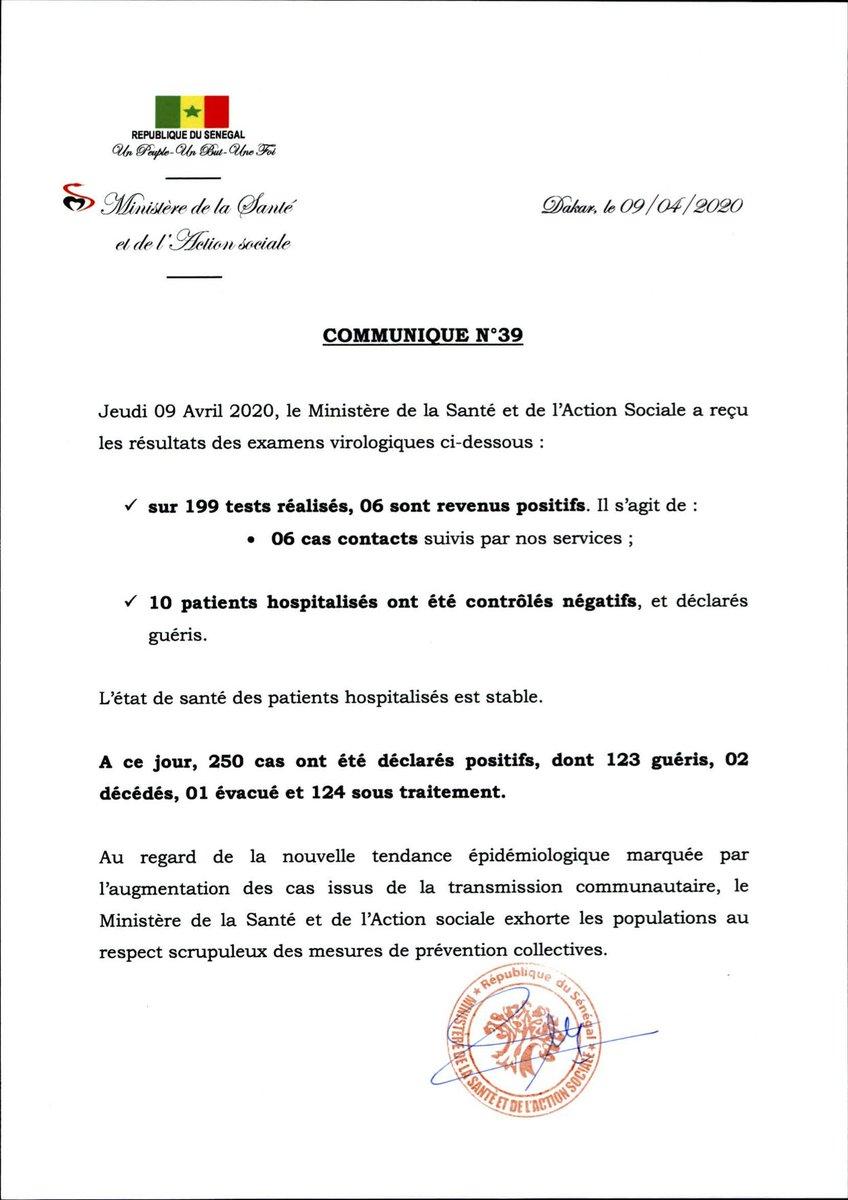 REPUBLIQUE DU SENEGAL
Un Peuple-Un But-Une Foi
Ministère de la Santé
et de l'Action sociale
Dakar, le 09/04/2020
COMMUNIQUE N°39
Jeudi 09 Avril 2020, le Ministère de la Santé et de l'Action Sociale a reçu
les résultats des examens virologiques ci-dessous :
✓ sur 199 tests réalisés, 06 sont revenus positifs. Il s'agit de :
• 06 cas contacts suivis par nos services ;
✓ 10 patients hospitalisés ont été contrôlés négatifs, et déclarés
guéris.
L'état de santé des patients hospitalisés est stable.
A ce jour, 250 cas ont été déclarés positifs, dont 123 guéris, 02
décédés, 01 évacué et 124 sous traitement.
Au regard de la nouvelle tendance épidémiologique marquée par
l'augmentation des cas issus de la transmission communautaire, le
Ministère de la Santé et de l'Action sociale exhorte les populations au
respect scrupuleux des mesures de prévention collectives.
★ République du Sénégal ★
MINISTÈRE DE LA SANTÉ ET DE L'ACTION SOCIALE